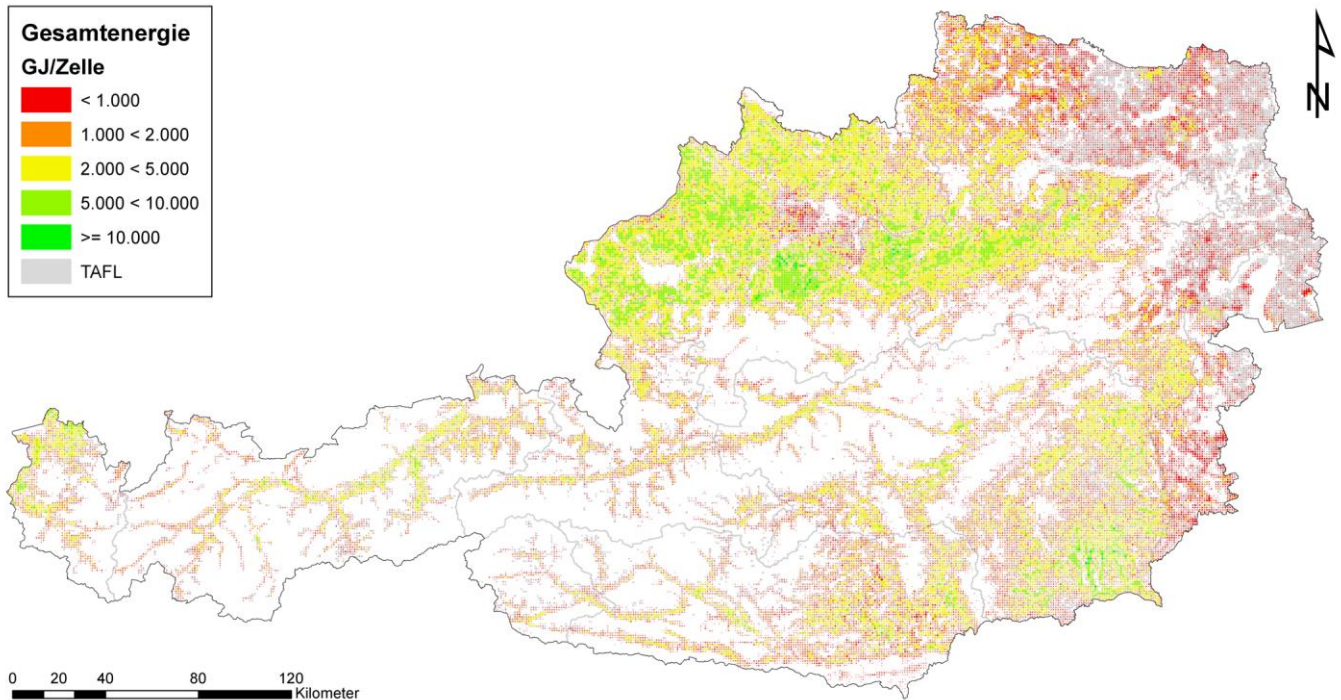 Gesamtenergie
GJ/Zelle
< 1.000
1.000 < 2.000
2.000 < 5.000
5.000 < 10.000
>= 10.000
TAFL
N
0 20 40 80 120
Kilometer